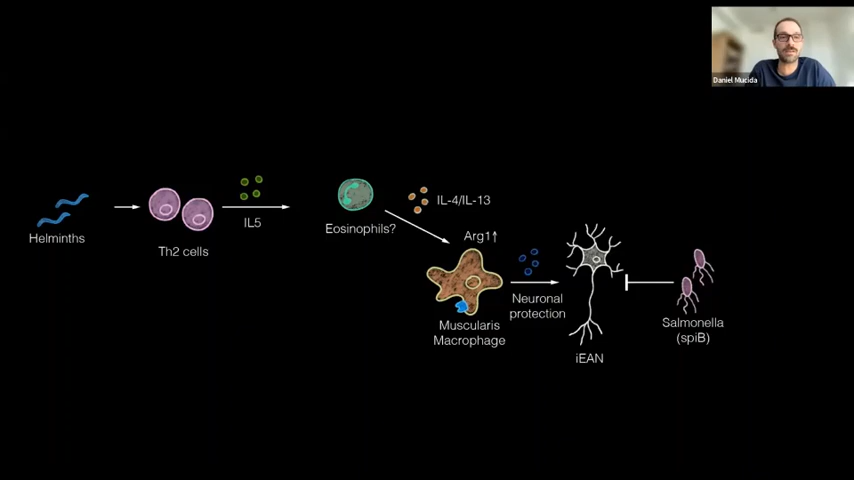 Daniel Mucida
Helminths
Th2 cells
IL5
Eosinophils?
IL-4/IL-13
Arg1↑
Muscularis
Macrophage
Neuronal
protection
iEAN
Salmonella
(spiB)